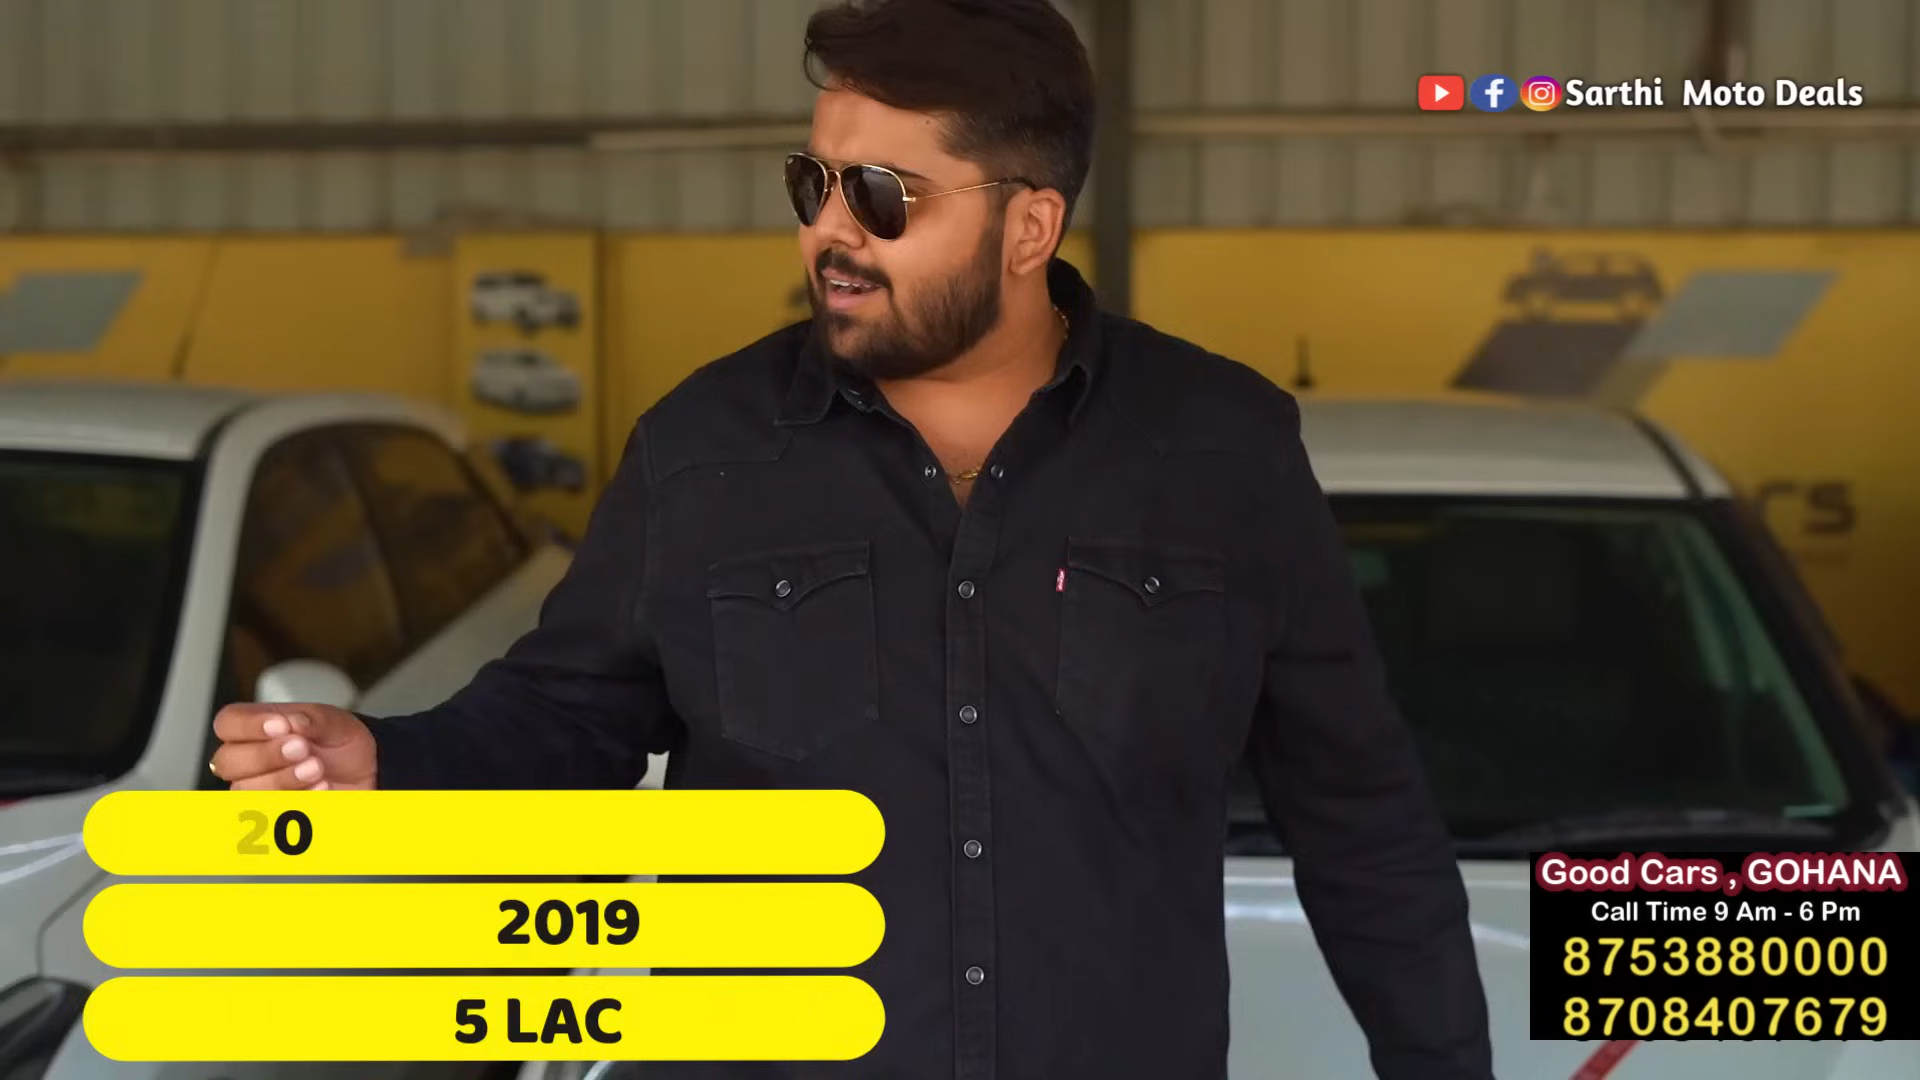 Sarthi Moto Deals
20
2019
5 LAC
Good Cars , GOHANA
Call Time 9 Am - 6 Pm
8753880000
8708407679